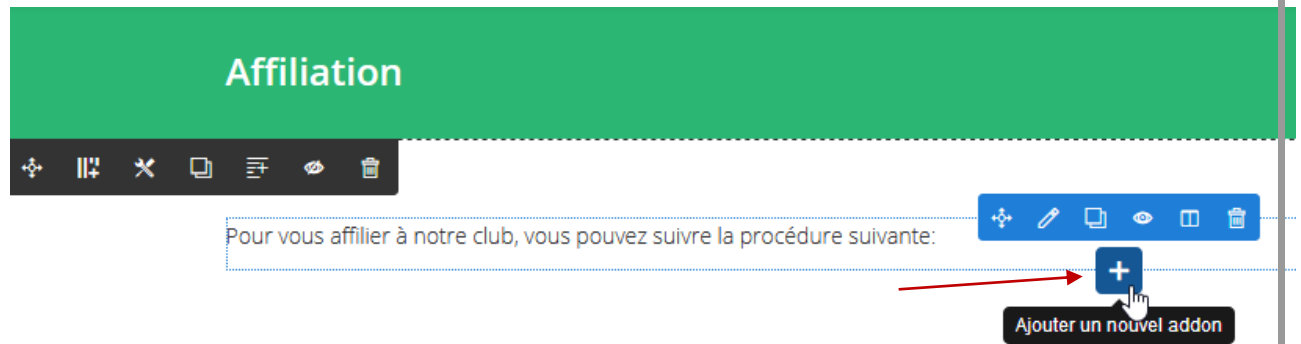 Affiliation
Pour vous affilier à notre club, vous pouvez suivre la procédure suivante:
Ajouter un nouvel addon